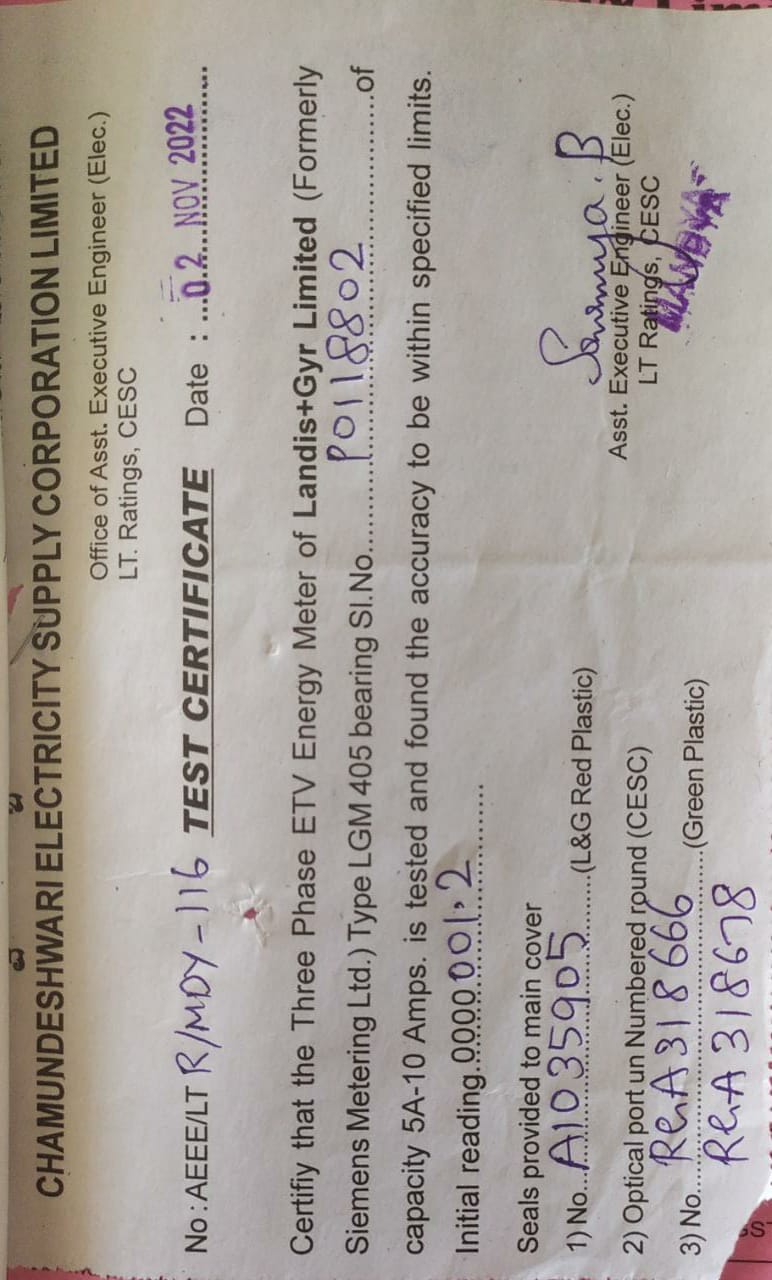 CHAMUNDESHWARI ELECTRICITY SUPPLY CORPORATION LIMITED
Office of Asst. Executive Engineer (Elec.)
LT. Ratings, CESC
No : AEEE/LT R/MDY-116 TEST CERTIFICATE Date : ...02 NOV 2022...
Certifiy that the Three Phase ETV Energy Meter of Landis+Gyr Limited (Formerly
Siemens Metering Ltd.) Type LGM 405 bearing Sl.No....P0118802...of
capacity 5A-10 Amps. is tested and found the accuracy to be within specified limits.
Initial reading.0000001.2...
Seals provided to main cover
1) No...A1035905...(L&G Red Plastic)
2) Optical port un Numbered round (CESC)
3) No...ReA318666...(Green Plastic)
ReA 318678
Sowmya.B
Asst. Executive Engineer (Elec.)
LT Ratings, CESC
MANDYA